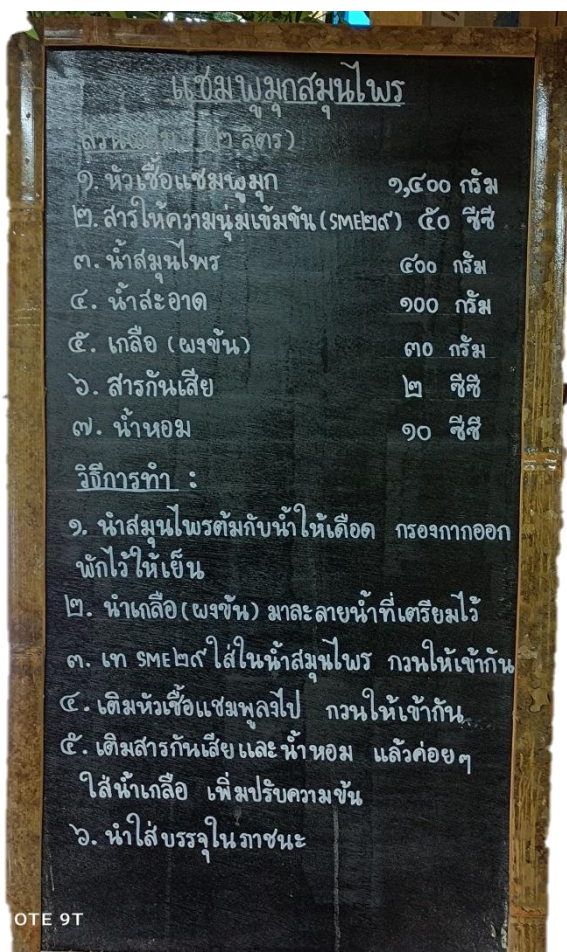 แชมพูมุกสมุนไพร
ส่วนผสม (๒ ลิตร)
๑. หัวเชื้อแชมพูมุก ๑,๔๐๐ กรัม
๒. สารให้ความนุ่มเข้มข้น (SME๒๙) ๕๐ ซีซี
๓. น้ำสมุนไพร ๔๐๐ กรัม
๔. น้ำสะอาด ๑๐๐ กรัม
๕. เกลือ (ผงข้น) ๓๐ กรัม
๖. สารกันเสีย ๒ ซีซี
๗. น้ำหอม ๑๐ ซีซี
วิธีการทำ :
๑. นำสมุนไพรต้มกับน้ำให้เดือด กรองกากออก
พักไว้ให้เย็น
๒. นำเกลือ (ผงข้น) มาละลายน้ำที่เตรียมไว้
๓. เท SME๒๙ ใส่ในน้ำสมุนไพร กวนให้เข้ากัน
๔. เติมหัวเชื้อแชมพูลงไป กวนให้เข้ากัน
๕. เติมสารกันเสียและน้ำหอม แล้วค่อยๆ
ใส่น้ำเกลือ เพิ่มปรับความข้น
๖. นำใส่บรรจุในภาชนะ
OTE 9T